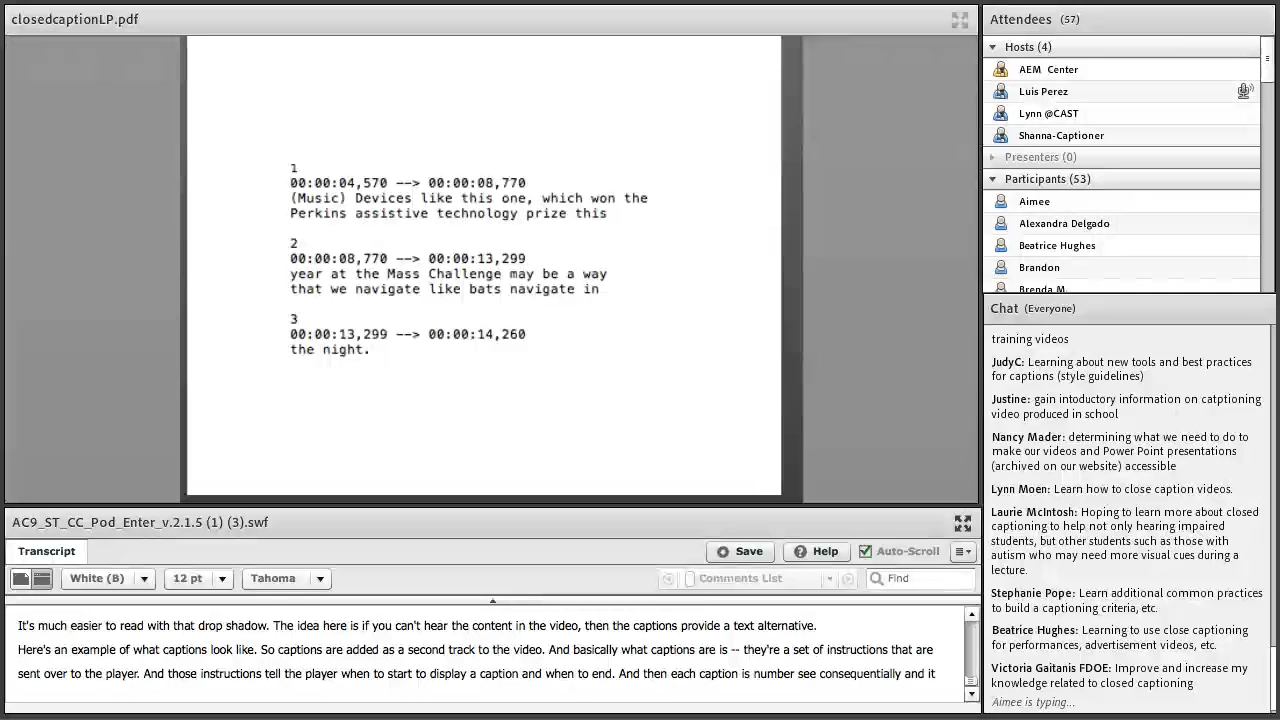 closedcaptionLP.pdf
1
00:00:04,570 --> 00:00:08,770
(Music) Devices like this one, which won the
Perkins assistive technology prize this
2
00:00:08,770 --> 00:00:13,299
year at the Mass Challenge may be a way
that we navigate like bats navigate in
3
00:00:13,299 --> 00:00:14,260
the night.
AC9_ST_CC_Pod_Enter_v.2.1.5 (1) (3).swf
Transcript
Save
Help
Auto-Scroll
White (B)
12 pt
Tahoma
Comments List
Find
It's much easier to read with that drop shadow. The idea here is if you can't hear the content in the video, then the captions provide a text alternative.
Here's an example of what captions look like. So captions are added as a second track to the video. And basically what captions are is -- they're a set of instructions that are
sent over to the player. And those instructions tell the player when to start to display a caption and when to end. And then each caption is number see consequentially and it
Attendees (57)
Hosts (4)
AEM Center
Luis Perez
Lynn @CAST
Shanna-Captioner
Presenters (0)
Participants (53)
Aimee
Alexandra Delgado
Beatrice Hughes
Brandon
Brenda M.
Chat (Everyone)
training videos
JudyC: Learning about new tools and best practices
for captions (style guidelines)
Justine: gain intoductory information on catptioning
video produced in school
Nancy Mader: determining what we need to do to
make our videos and Power Point presentations
(archived on our website) accessible
Lynn Moen: Learn how to close caption videos.
Laurie McIntosh: Hoping to learn more about closed
captioning to help not only hearing impaired
students, but other students such as those with
autism who may need more visual cues during a
lecture.
Stephanie Pope: Learn additional common practices
to build a captioning criteria, etc.
Beatrice Hughes: Learning to use close captioning
for performances, advertisement videos, etc.
Victoria Gaitanis FDOE: Improve and increase my
knowledge related to closed captioning
Aimee is typing...